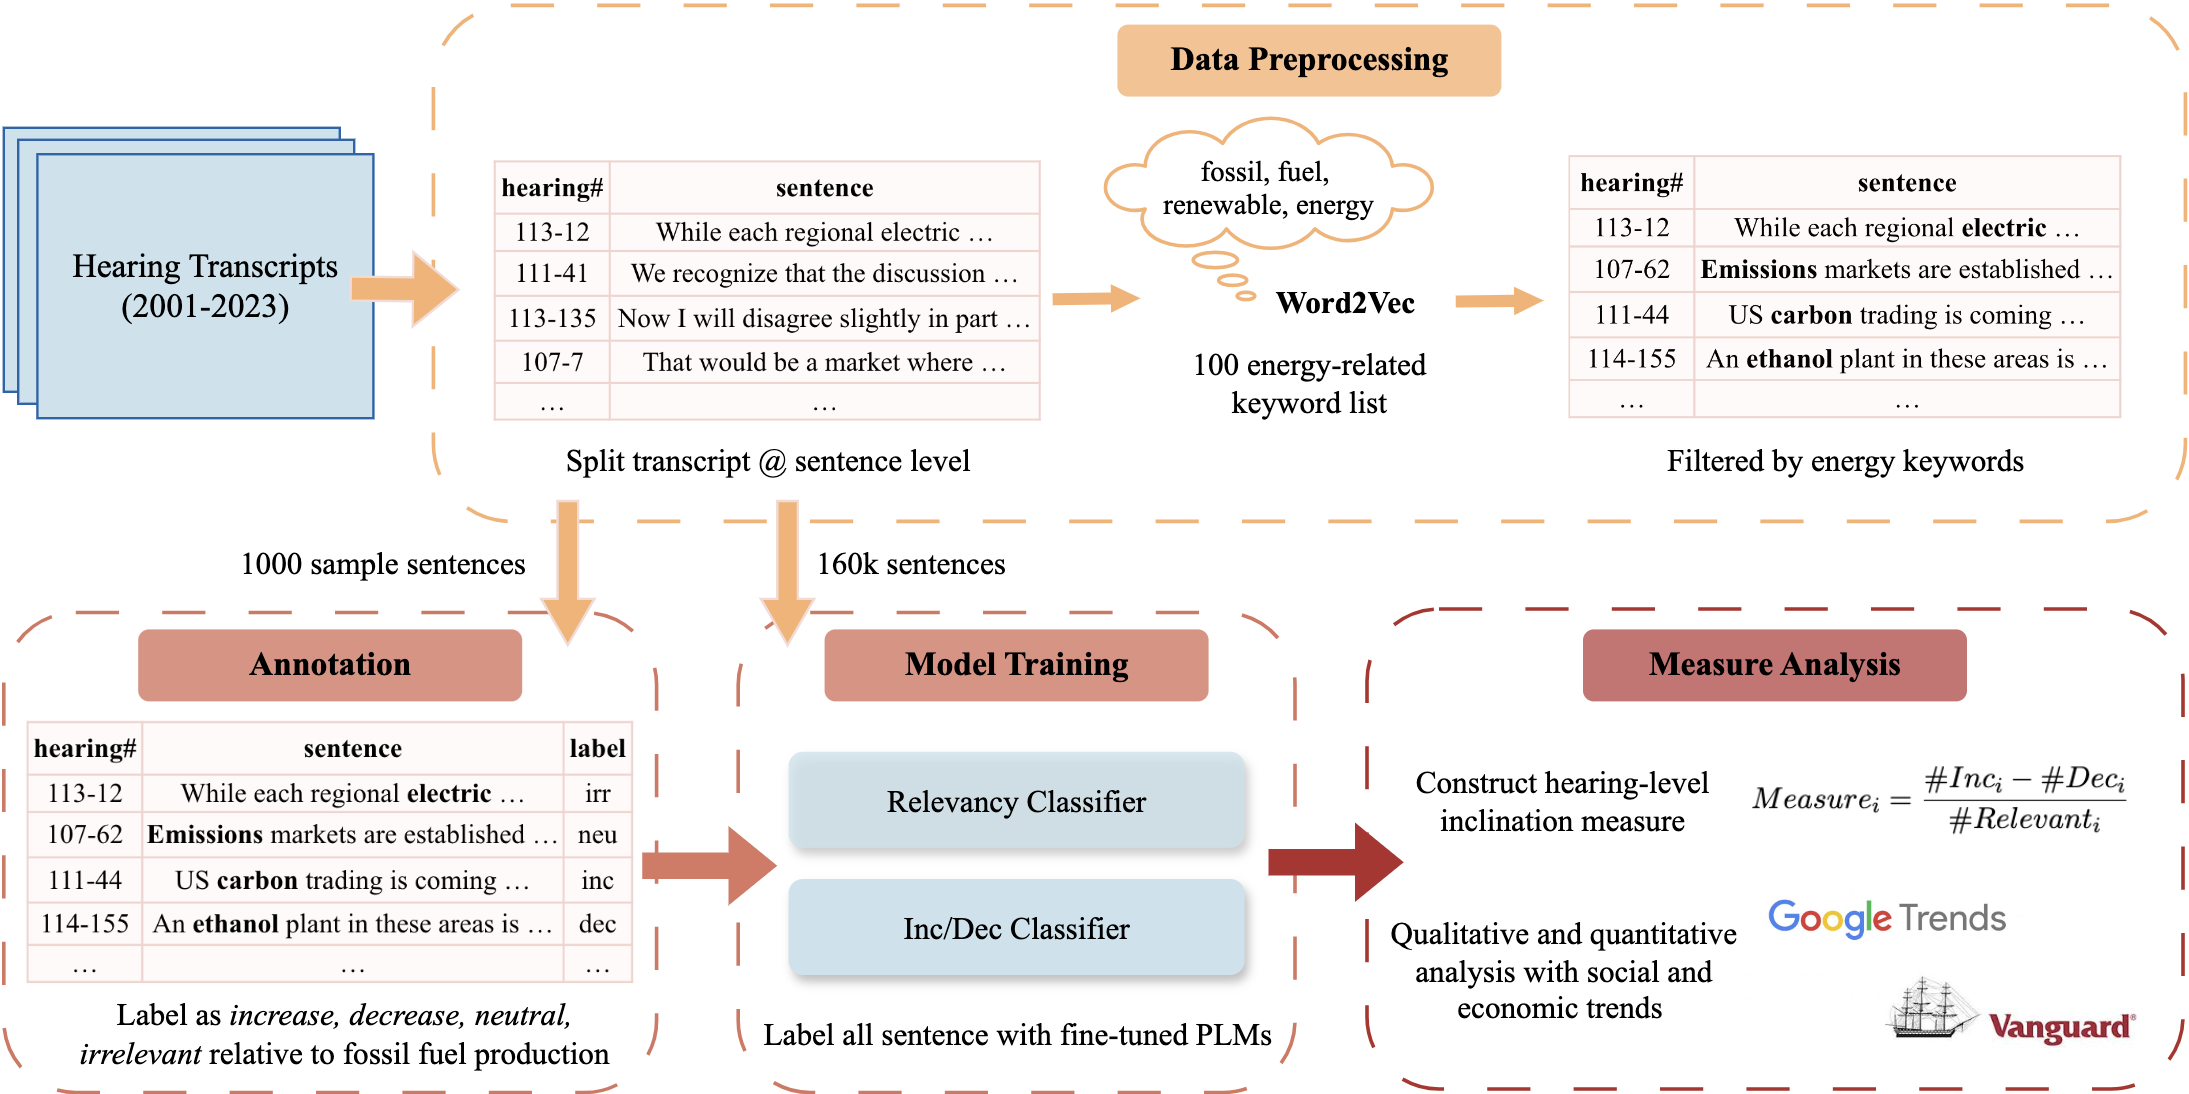 Data Preprocessing
Hearing Transcripts
(2001-2023)
hearing# sentence
113-12 While each regional electric …
111-41 We recognize that the discussion …
113-135 Now I will disagree slightly in part …
107-7 That would be a market where …
… …
Split transcript @ sentence level
fossil, fuel,
renewable, energy
Word2Vec
100 energy-related
keyword list
hearing# sentence
113-12 While each regional electric …
107-62 Emissions markets are established …
111-44 US carbon trading is coming …
114-155 An ethanol plant in these areas is …
… …
Filtered by energy keywords
1000 sample sentences
160k sentences
Annotation
hearing# sentence label
113-12 While each regional electric … irr
107-62 Emissions markets are established … neu
111-44 US carbon trading is coming … inc
114-155 An ethanol plant in these areas is … dec
… … …
Label as increase, decrease, neutral,
irrelevant relative to fossil fuel production
Model Training
Relevancy Classifier
Inc/Dec Classifier
Label all sentence with fine-tuned PLMs
Measure Analysis
Construct hearing-level
inclination measure
Measure_i = (#Inc_i − #Dec_i) / #Relevant_i
Qualitative and quantitative
analysis with social and
economic trends
Google Trends
Vanguard®